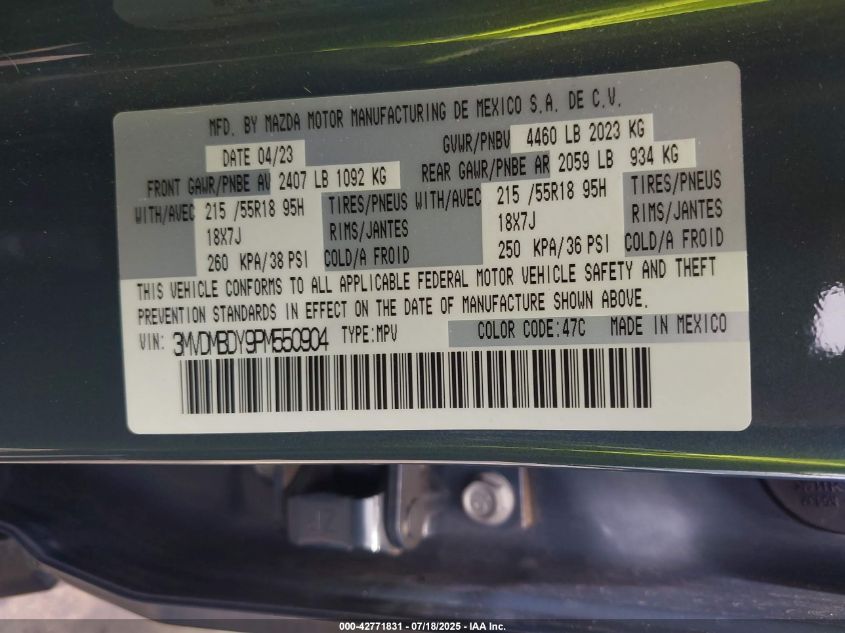 MFD. BY MAZDA MOTOR MANUFACTURING DE MEXICO S.A. DE C.V.
DATE 04/23 GVWR/PNBV 4460 LB 2023 KG
FRONT GAWR/PNBE AV 2407 LB 1092 KG REAR GAWR/PNBE AR 2059 LB 934 KG
WITH/AVEC 215 /55R18 95H TIRES/PNEUS WITH/AVEC 215 /55R18 95H TIRES/PNEUS
18X7J RIMS/JANTES 18X7J RIMS/JANTES
260 KPA/38 PSI COLD/A FROID 250 KPA/36 PSI COLD/A FROID
THIS VEHICLE CONFORMS TO ALL APPLICABLE FEDERAL MOTOR VEHICLE SAFETY AND THEFT
PREVENTION STANDARDS IN EFFECT ON THE DATE OF MANUFACTURE SHOWN ABOVE.
VIN: 3MVDMBDY9PM550904 TYPE:MPV COLOR CODE:47C MADE IN MEXICO
000-42771831 - 07/18/2025 - IAA Inc.